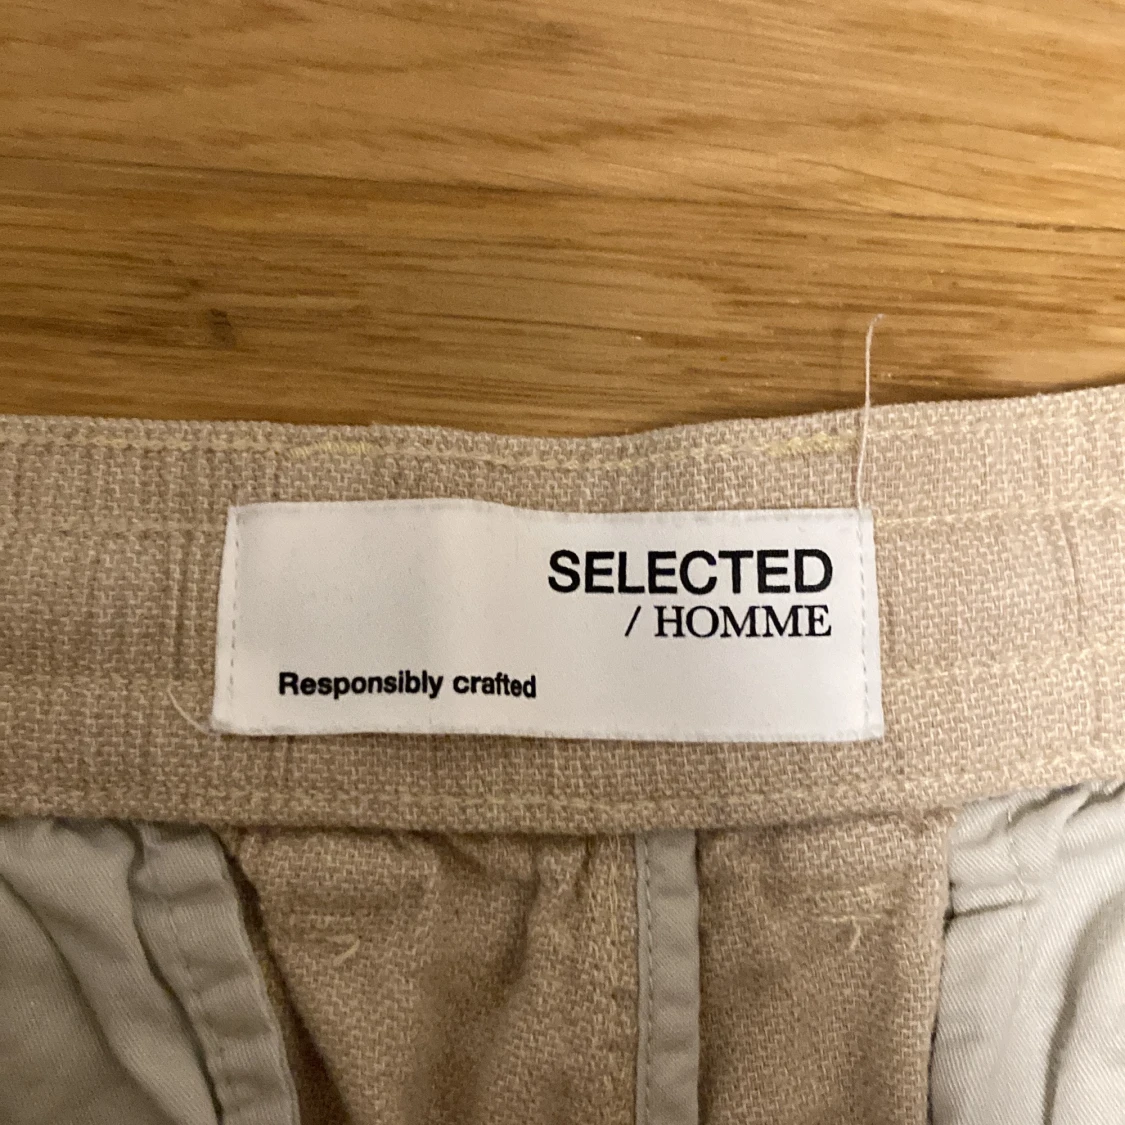 SELECTED
/ HOMME
Responsibly crafted